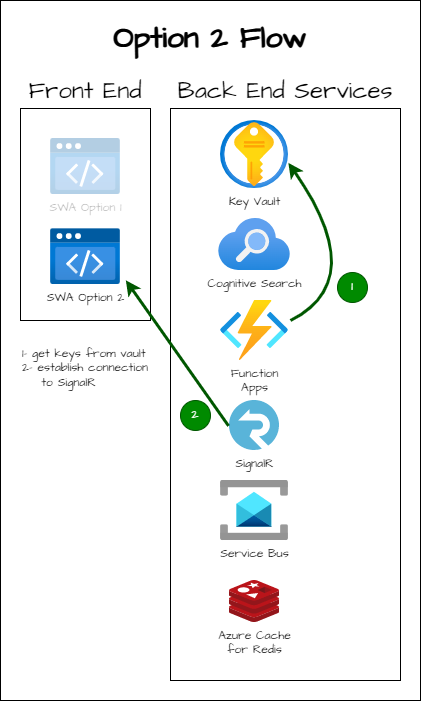 Option 2 Flow
Front End
Back End Services
SWA Option 1
SWA Option 2
1- get keys from vault
2- establish connection
to SignalR
Key Vault
Cognitive Search
1
Function
Apps
2
SignalR
Service Bus
Azure Cache
for Redis